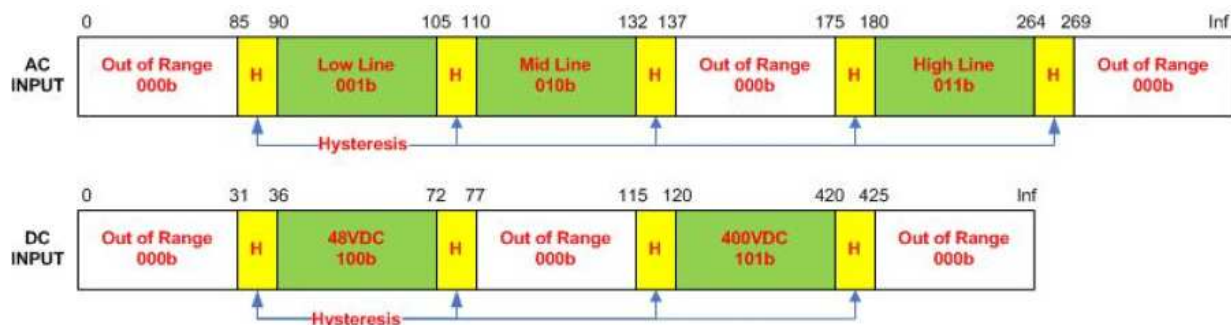 0 85 90 105 110 132 137 175 180 264 269 Inf
AC Out of Range H Low Line H Mid Line H Out of Range H High Line H Out of Range
INPUT 000b 001b 010b 000b 011b 000b
Hysteresis
0 31 36 72 77 115 120 420 425 Inf
DC Out of Range H 48VDC H Out of Range H 400VDC H Out of Range
INPUT 000b 100b 000b 101b 000b
Hysteresis